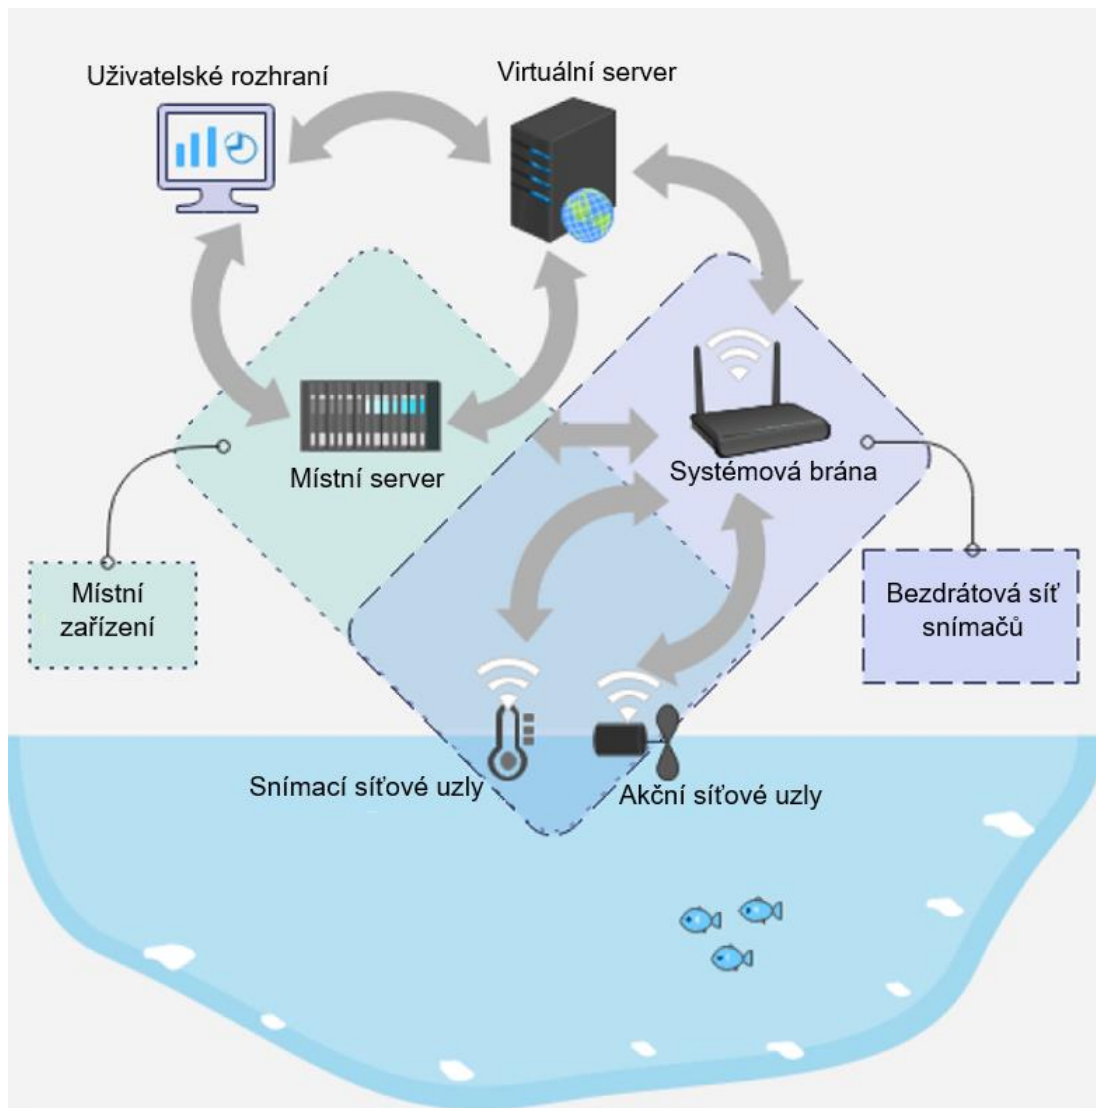 Uživatelské rozhraní
Virtuální server
Místní server
Systémová brána
Místní
zařízení
Bezdrátová síť
snímačů
Snímací síťové uzly
Akční síťové uzly